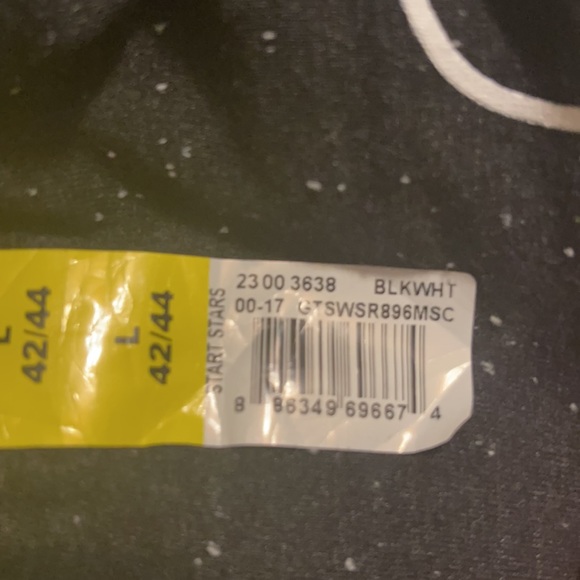 L
42/44
L
42/44
START STARS
23 00 3638 BLKWHT
00-17 GTSWSR896MSC
8 86349 69667 4